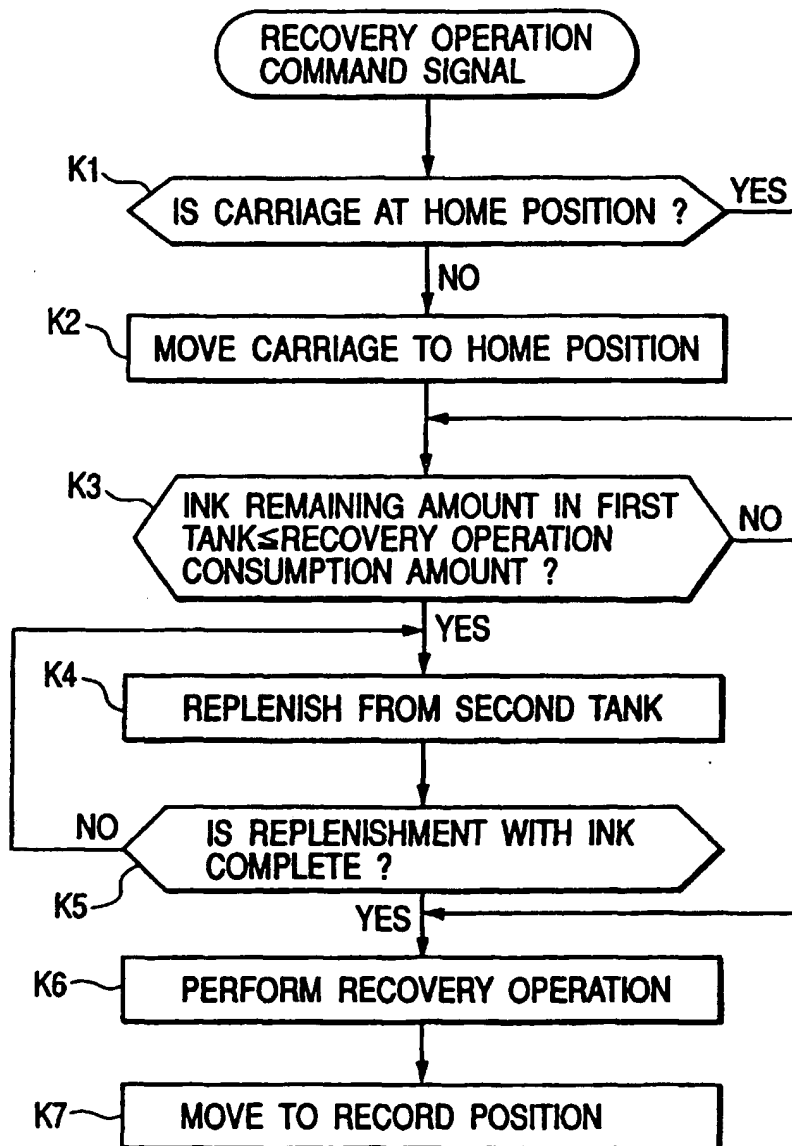 RECOVERY OPERATION
COMMAND SIGNAL
K1
IS CARRIAGE AT HOME POSITION ?
YES
NO
K2
MOVE CARRIAGE TO HOME POSITION
K3
INK REMAINING AMOUNT IN FIRST
TANK≦RECOVERY OPERATION
CONSUMPTION AMOUNT ?
NO
YES
K4
REPLENISH FROM SECOND TANK
NO
IS REPLENISHMENT WITH INK
COMPLETE ?
K5
YES
K6
PERFORM RECOVERY OPERATION
K7
MOVE TO RECORD POSITION